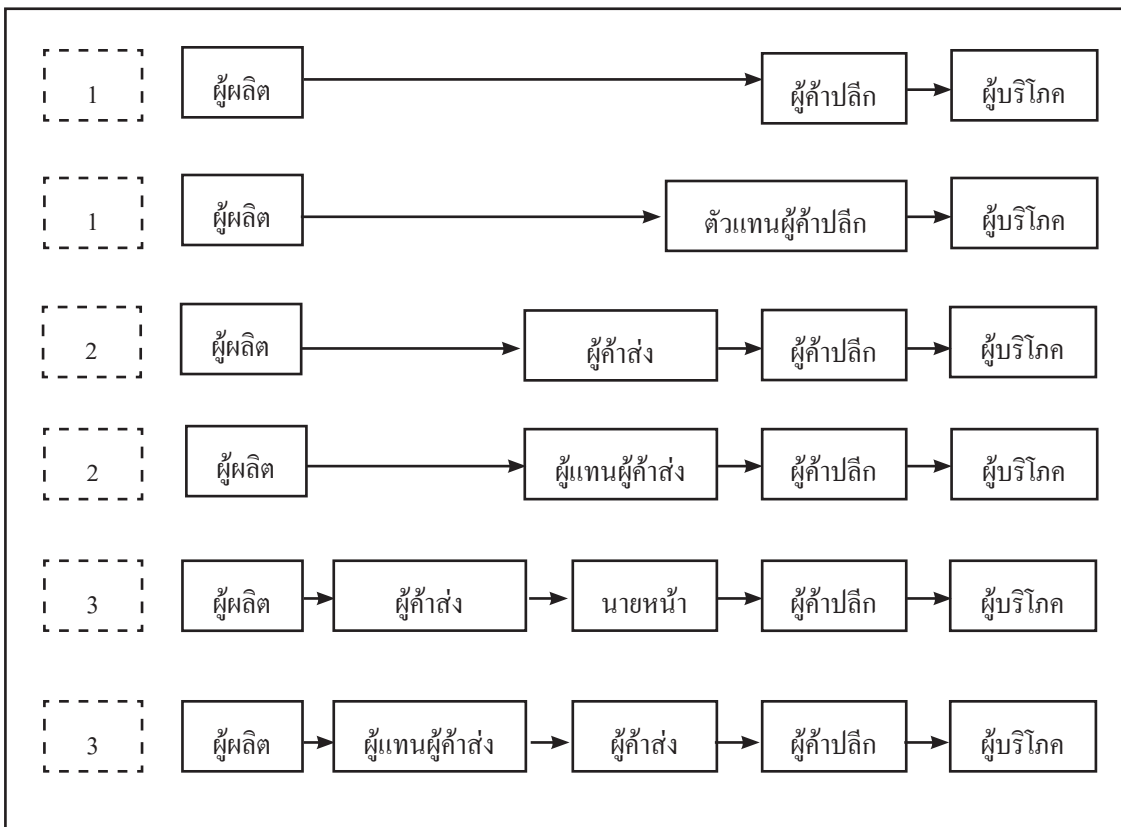 1 ผู้ผลิต ผู้ค้าปลีก ผู้บริโภค
1 ผู้ผลิต ตัวแทนผู้ค้าปลีก ผู้บริโภค
2 ผู้ผลิต ผู้ค้าส่ง ผู้ค้าปลีก ผู้บริโภค
2 ผู้ผลิต ผู้แทนผู้ค้าส่ง ผู้ค้าปลีก ผู้บริโภค
3 ผู้ผลิต ผู้ค้าส่ง นายหน้า ผู้ค้าปลีก ผู้บริโภค
3 ผู้ผลิต ผู้แทนผู้ค้าส่ง ผู้ค้าส่ง ผู้ค้าปลีก ผู้บริโภค